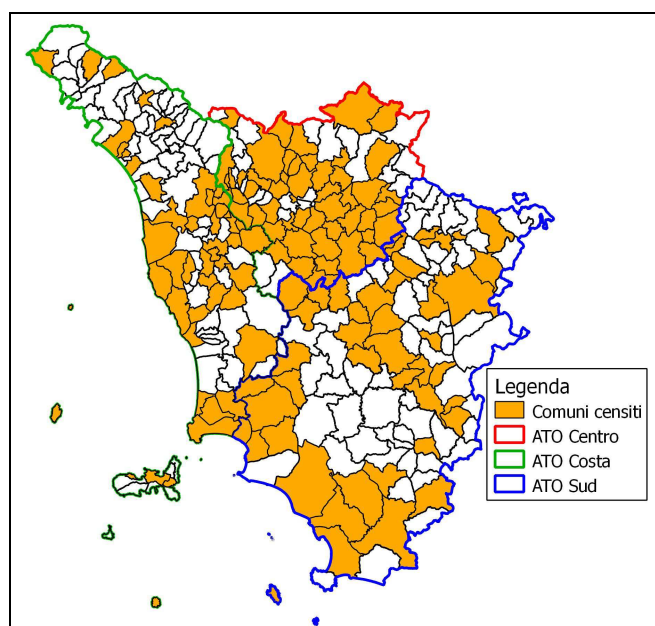 Legenda
Comuni censiti
ATO Centro
ATO Costa
ATO Sud